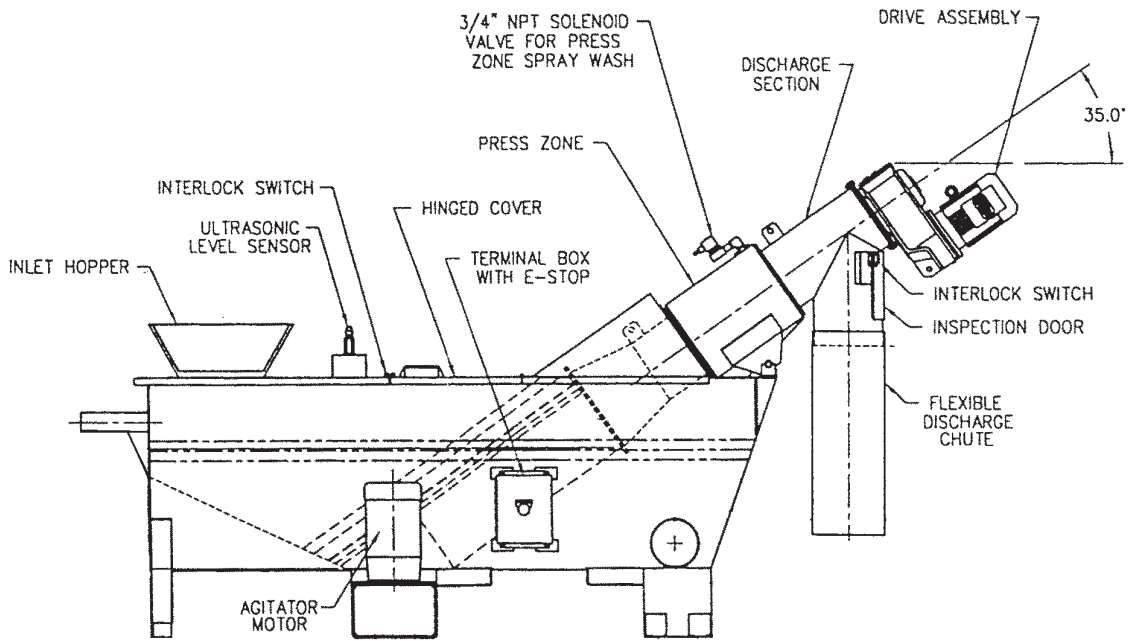 3/4" NPT SOLENOID
VALVE FOR PRESS
ZONE SPRAY WASH
DRIVE ASSEMBLY
DISCHARGE
SECTION
35.0°
PRESS ZONE
INTERLOCK SWITCH
HINGED COVER
ULTRASONIC
LEVEL SENSOR
TERMINAL BOX
WITH E-STOP
INLET HOPPER
INTERLOCK SWITCH
INSPECTION DOOR
FLEXIBLE
DISCHARGE
CHUTE
AGITATOR
MOTOR